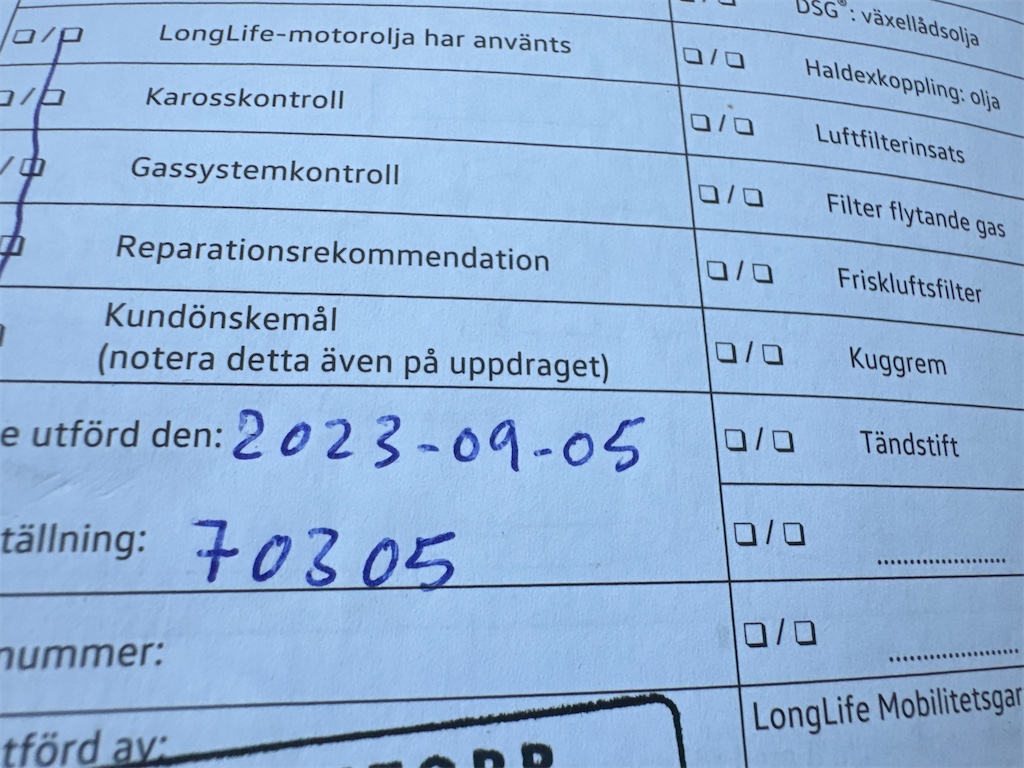 LongLife-motorolja har använts
Karosskontroll
Gassystemkontroll
Reparationsrekommendation
Kundönskemål
(notera detta även på uppdraget)
e utförd den: 2023-09-05
tällning: 70305
nummer:
tförd av:
DSG®: växellådsolja
Haldexkoppling: olja
Luftfilterinsats
Filter flytande gas
Friskluftsfilter
Kuggrem
Tändstift
LongLife Mobilitetsgar